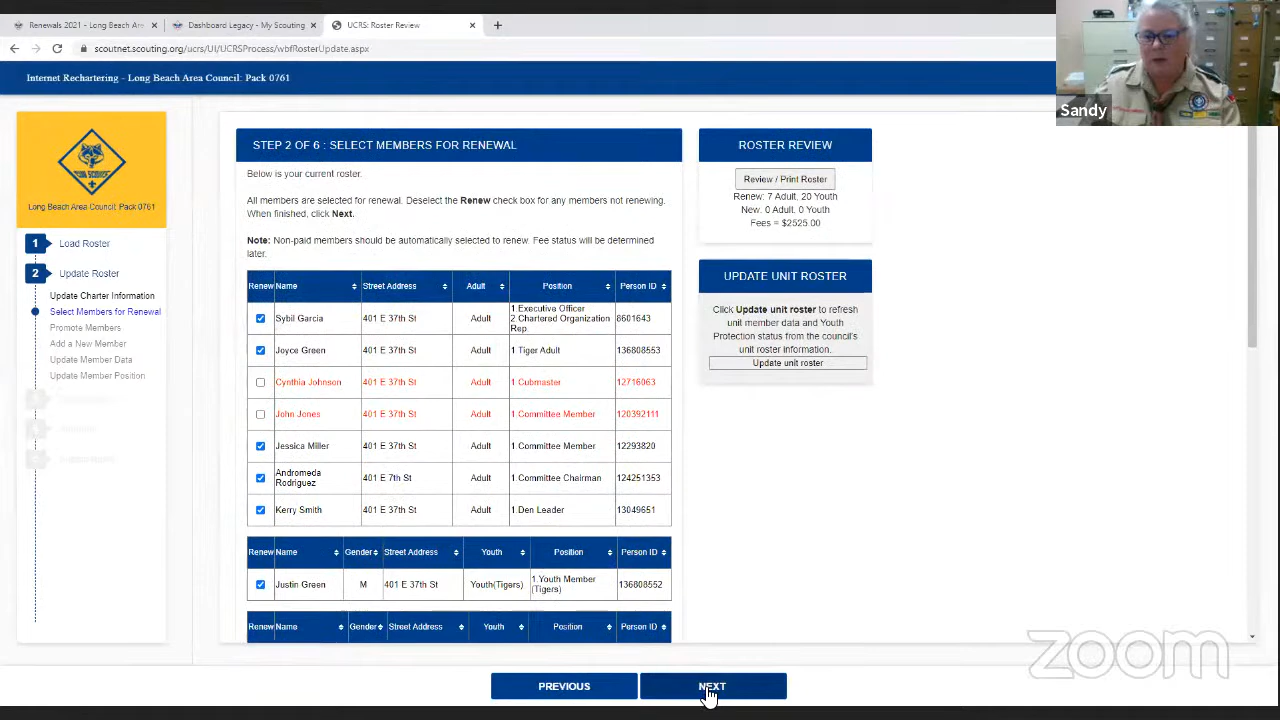 Renewals 2021 – Long Beach Are
Dashboard Legacy - My Scouting
UCRS: Roster Review
scoutnet.scouting.org/ucrs/UI/UCRSProcess/wbfRosterUpdate.aspx
Internet Rechartering - Long Beach Area Council: Pack 0761
Sandy
Long Beach Area Council: Pack 0761
1 Load Roster
2 Update Roster
Update Charter Information
Select Members for Renewal
Promote Members
Add a New Member
Update Member Data
Update Member Position
STEP 2 OF 6 : SELECT MEMBERS FOR RENEWAL
Below is your current roster.
All members are selected for renewal. Deselect the Renew check box for any members not renewing.
When finished, click Next.
Note: Non-paid members should be automatically selected to renew. Fee status will be determined
later.
Renew Name Street Address Adult Position Person ID
Sybil Garcia 401 E 37th St Adult 1.Executive Officer 2.Chartered Organization Rep. 8601643
Joyce Green 401 E 37th St Adult 1 Tiger Adult 136808553
Cynthia Johnson 401 E 37th St Adult 1.Cubmaster 12716063
John Jones 401 E 37th St Adult 1.Committee Member 120392111
Jessica Miller 401 E 37th St Adult 1.Committee Member 12293820
Andromeda Rodriguez 401 E 7th St Adult 1.Committee Chairman 124251353
Kerry Smith 401 E 37th St Adult 1.Den Leader 13049651
Renew Name Gender Street Address Youth Position Person ID
Justin Green M 401 E 37th St Youth(Tigers) 1.Youth Member (Tigers) 136808552
Renew Name Gender Street Address Youth Position Person ID
ROSTER REVIEW
Review / Print Roster
Renew: 7 Adult, 20 Youth
New: 0 Adult. 0 Youth
Fees = $2525.00
UPDATE UNIT ROSTER
Click Update unit roster to refresh
unit member data and Youth
Protection status from the council's
unit roster information.
Update unit roster
PREVIOUS
NEXT
zoom